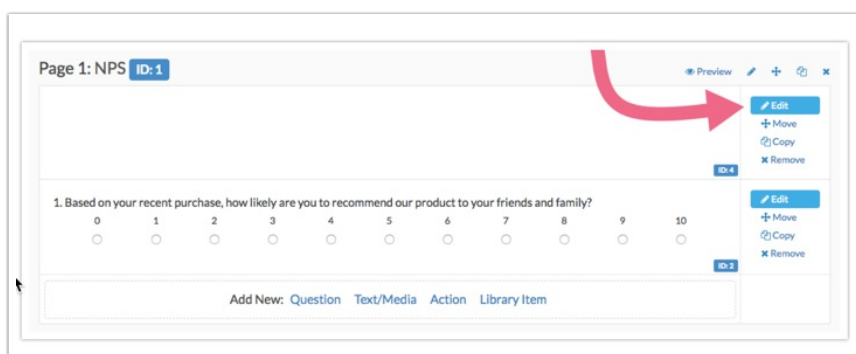 Page 1: NPS ID: 1
Preview
Edit
Move
Copy
Remove
ID: 4
1. Based on your recent purchase, how likely are you to recommend our product to your friends and family?
0 1 2 3 4 5 6 7 8 9 10
Edit
Move
Copy
Remove
ID: 2
Add New: Question Text/Media Action Library Item